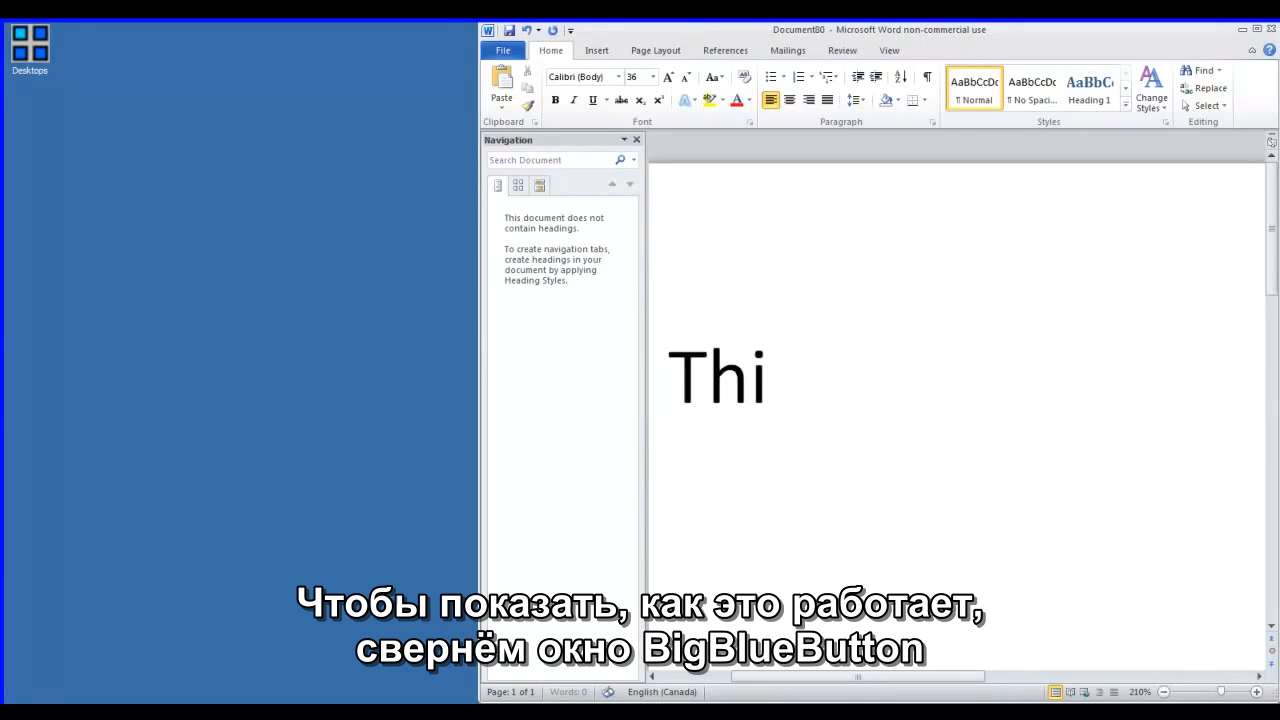 Desktops
Document80 - Microsoft Word non-commercial use
File Home Insert Page Layout References Mailings Review View
Calibri (Body) 36
Paste
Clipboard Font Paragraph Styles Editing
AaBbCcDc AaBbCcDc AaBbC
¶ Normal ¶ No Spaci... Heading 1
Change Styles
Find
Replace
Select
Navigation
Search Document
This document does not
contain headings.
To create navigation tabs,
create headings in your
document by applying
Heading Styles.
Thi
Чтобы показать, как это работает,
свернём окно BigBlueButton
Page: 1 of 1 Words: 0 English (Canada) 210%